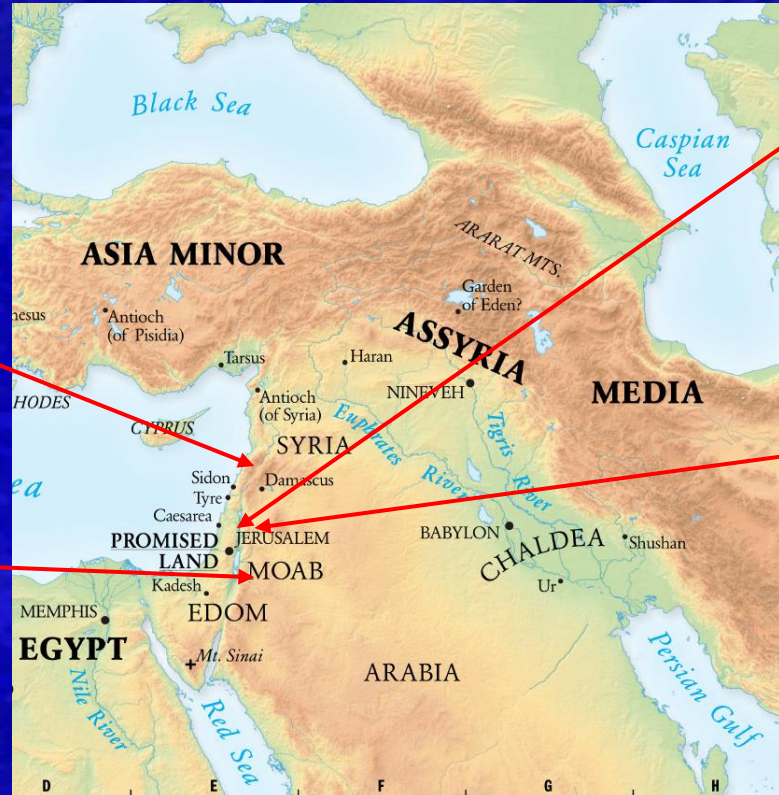 Black Sea
Caspian
Sea
ARARAT MTS.
ASIA MINOR
Garden
of Eden?
nesus
Antioch
(of Pisidia)
ASSYRIA
Tarsus
Haran
NINEVEH
MEDIA
HODES
Antioch
(of Syria)
CYPRUS
Euphrates
River
Tigris
River
SYRIA
ea
Sidon
Damascus
Tyre
Caesarea
PROMISED
LAND
JERUSALEM
BABYLON
CHALDEA
Shushan
MOAB
Kadesh
Ur
MEMPHIS
EDOM
EGYPT
Mt. Sinai
ARABIA
Nile River
Red Sea
Persian Gulf
D E F G H